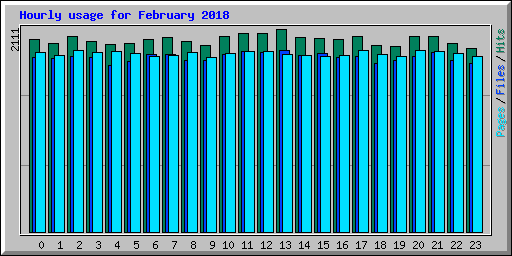 Hourly usage for February 2018
2111
Pages/Files/Hits
0 1 2 3 4 5 6 7 8 9 10 11 12 13 14 15 16 17 18 19 20 21 22 23